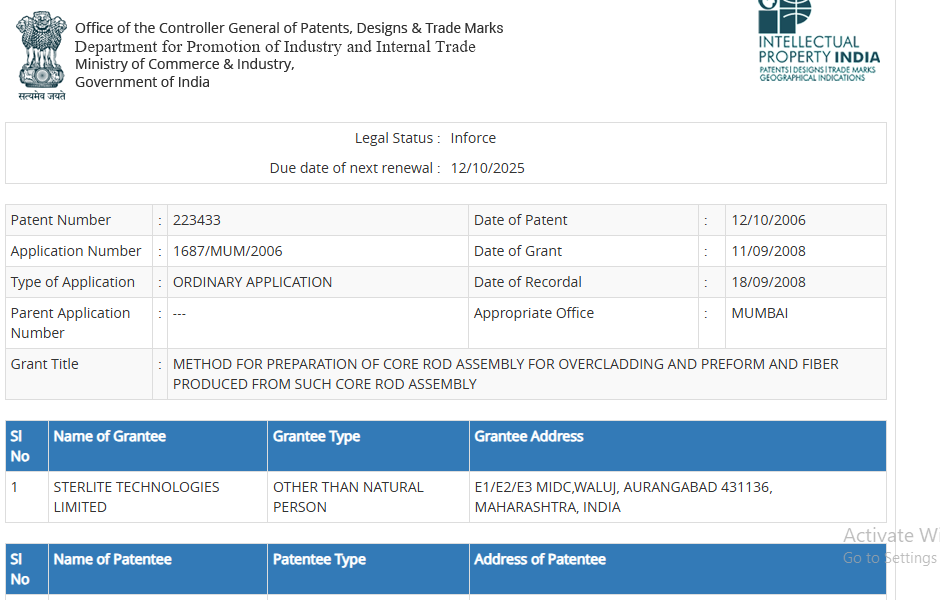 Office of the Controller General of Patents, Designs & Trade Marks
Department for Promotion of Industry and Internal Trade
Ministry of Commerce & Industry,
Government of India
सत्यमेव जयते
INTELLECTUAL
PROPERTY INDIA
PATENTS | DESIGNS | TRADE MARKS
GEOGRAPHICAL INDICATIONS
Legal Status : Inforce
Due date of next renewal : 12/10/2025
Patent Number : 223433 Date of Patent : 12/10/2006
Application Number : 1687/MUM/2006 Date of Grant : 11/09/2008
Type of Application : ORDINARY APPLICATION Date of Recordal : 18/09/2008
Parent Application : --- Appropriate Office : MUMBAI
Number
Grant Title : METHOD FOR PREPARATION OF CORE ROD ASSEMBLY FOR OVERCLADDING AND PREFORM AND FIBER
PRODUCED FROM SUCH CORE ROD ASSEMBLY
Sl Name of Grantee Grantee Type Grantee Address
No
1 STERLITE TECHNOLOGIES OTHER THAN NATURAL E1/E2/E3 MIDC,WALUJ, AURANGABAD 431136,
LIMITED PERSON MAHARASHTRA, INDIA
Sl Name of Patentee Patentee Type Address of Patentee
No
Activate Wi
Go to Settings